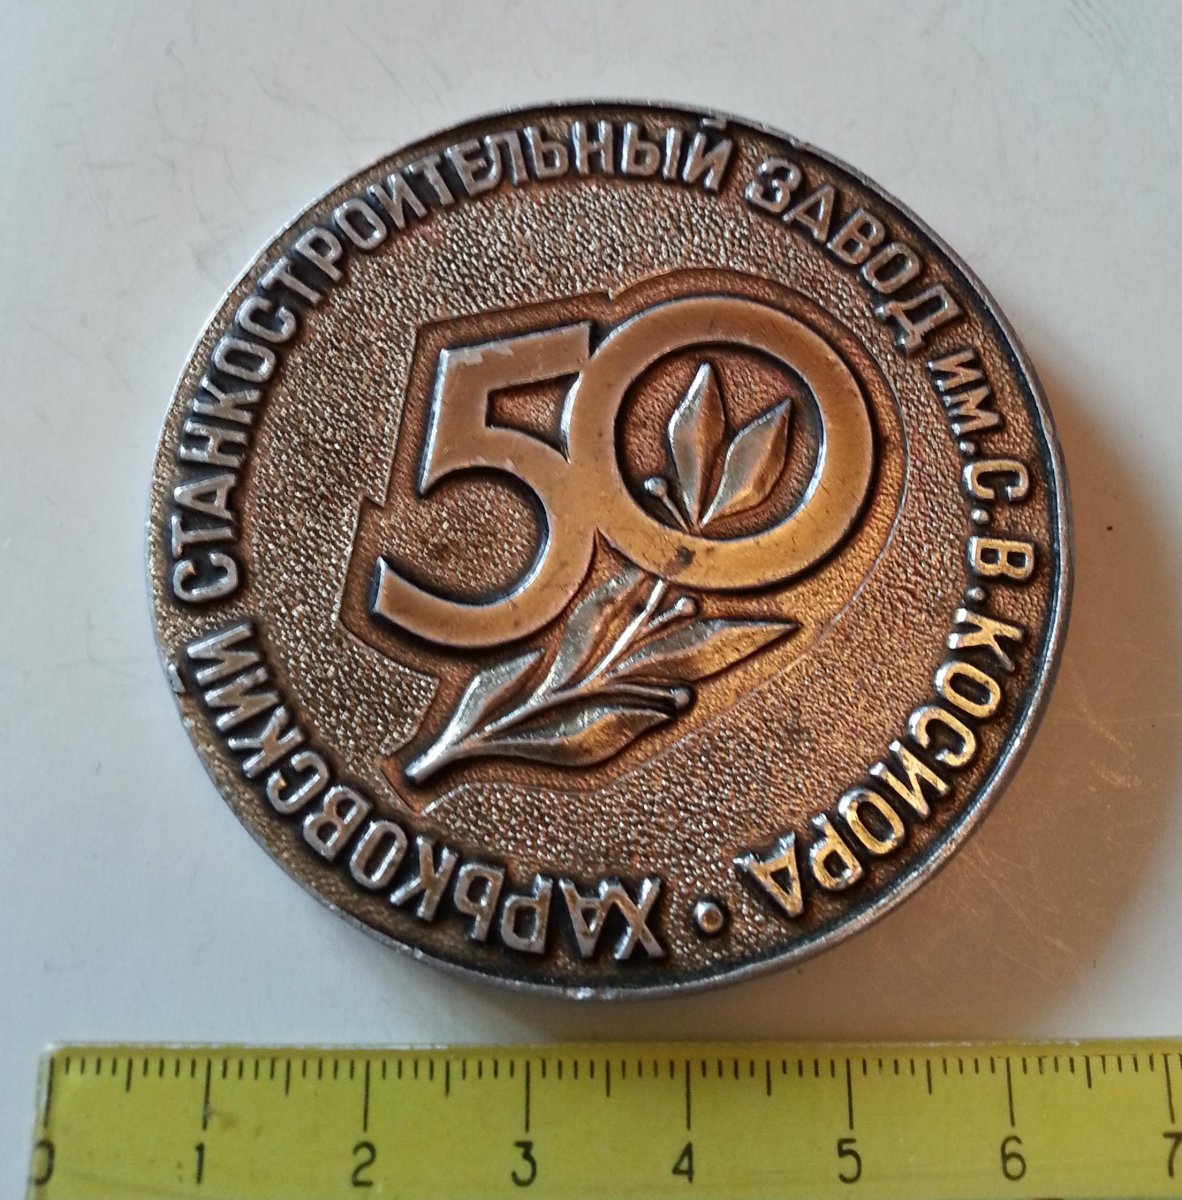 ХАРЬКОВСКИЙ СТАНКОСТРОИТЕЛЬНЫЙ ЗАВОД ИМ. С.В. КОСИОРА •
50
0 1 2 3 4 5 6 7